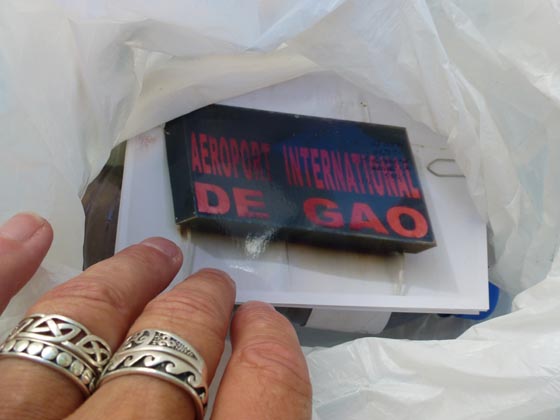 AEROPORT INTERNATIONAL
DE GAO